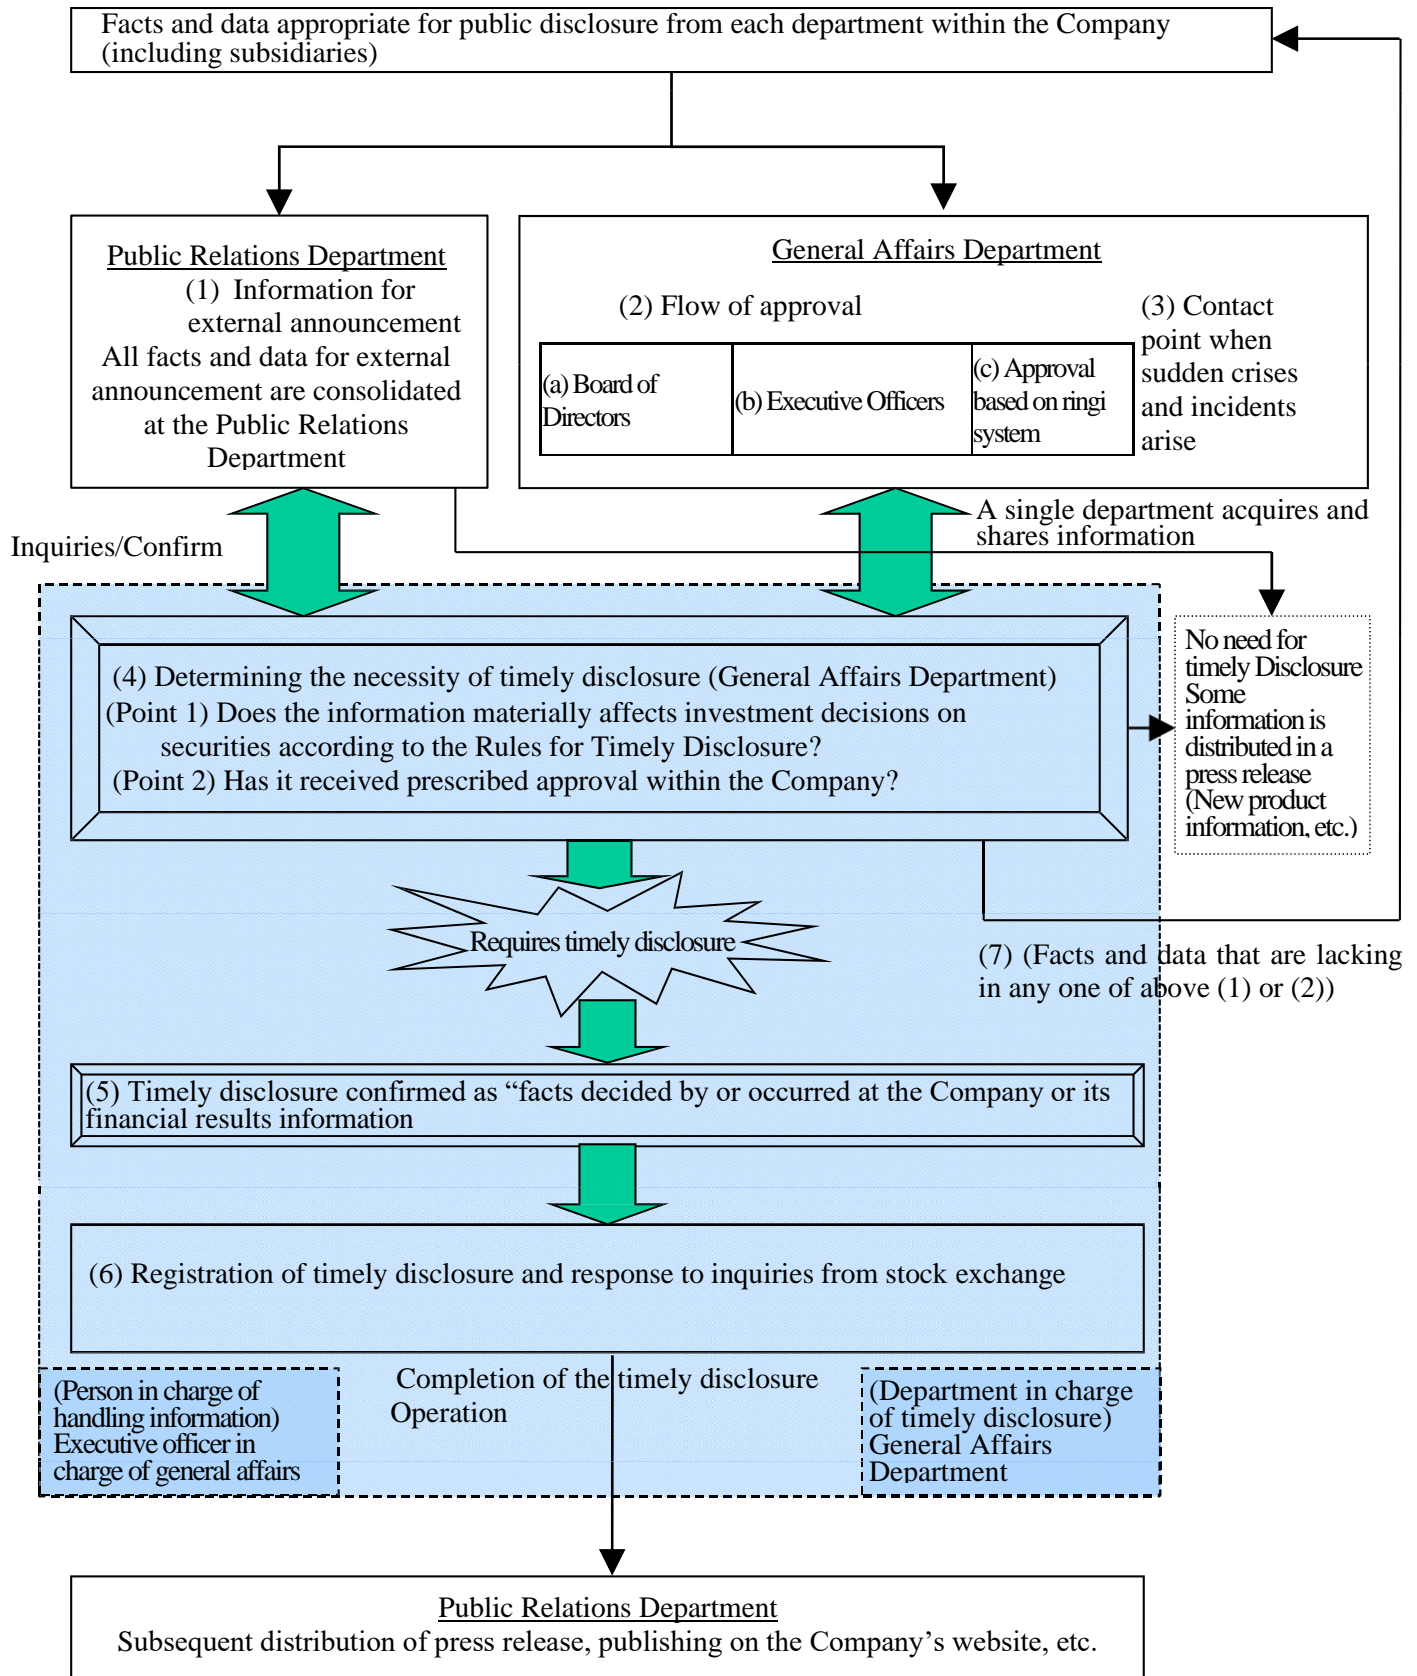 Facts and data appropriate for public disclosure from each department within the Company
(including subsidiaries)
Public Relations Department
(1) Information for
external announcement
All facts and data for external
announcement are consolidated
at the Public Relations
Department
General Affairs Department
(2) Flow of approval
(a) Board of
Directors
(b) Executive Officers
(c) Approval
based on ringi
system
(3) Contact
point when
sudden crises
and incidents
arise
Inquiries/Confirm
A single department acquires and
shares information
(4) Determining the necessity of timely disclosure (General Affairs Department)
(Point 1) Does the information materially affects investment decisions on
securities according to the Rules for Timely Disclosure?
(Point 2) Has it received prescribed approval within the Company?
No need for
timely Disclosure
Some
information is
distributed in a
press release
(New product
information, etc.)
Requires timely disclosure
(7) (Facts and data that are lacking
in any one of above (1) or (2))
(5) Timely disclosure confirmed as “facts decided by or occurred at the Company or its
financial results information
(6) Registration of timely disclosure and response to inquiries from stock exchange
(Person in charge of
handling information)
Executive officer in
charge of general affairs
Completion of the timely disclosure
Operation
(Department in charge
of timely disclosure)
General Affairs
Department
Public Relations Department
Subsequent distribution of press release, publishing on the Company’s website, etc.